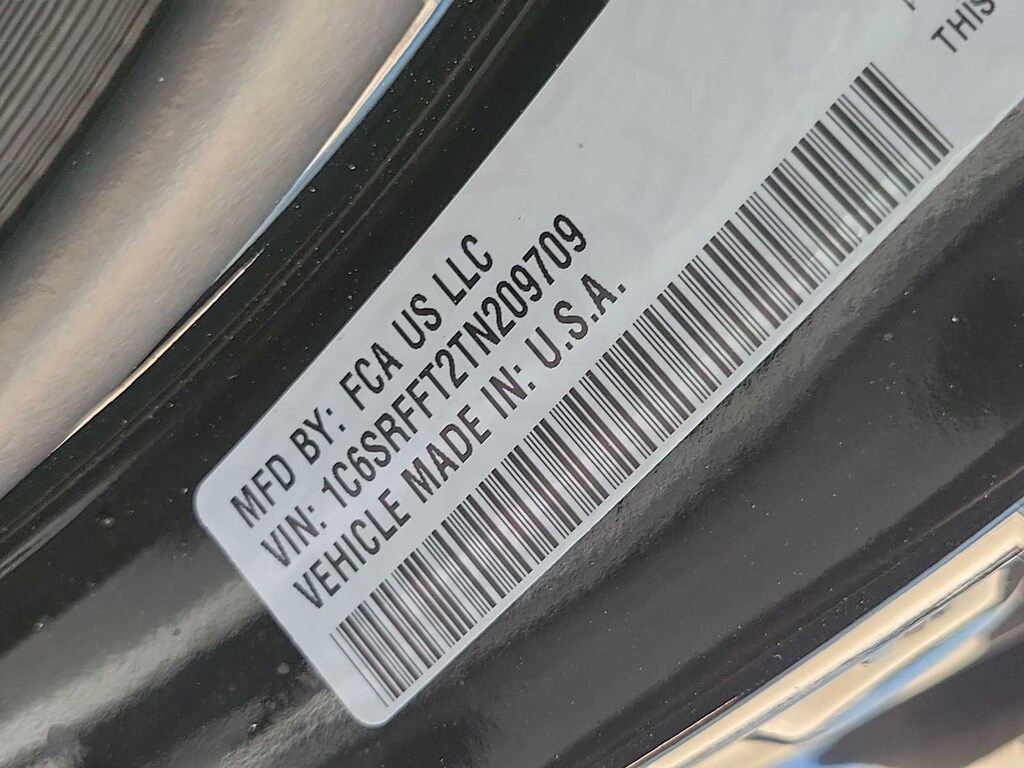 MFD BY: FCA US LLC
VIN: 1C6SRFFT2TN209709
VEHICLE MADE IN: U.S.A.
THIS